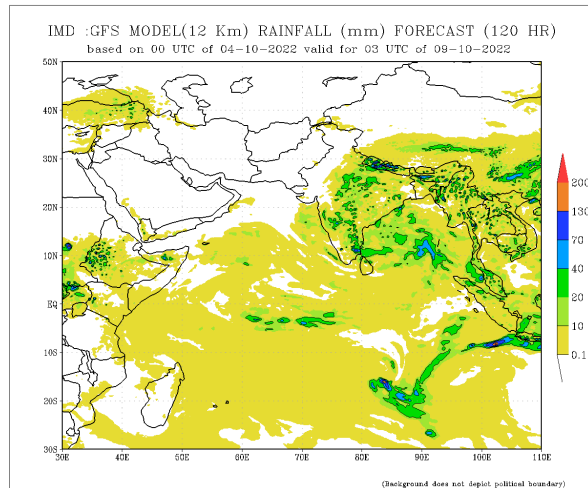 IMD :GFS MODEL(12 Km) RAINFALL (mm) FORECAST (120 HR)
based on 00 UTC of 04-10-2022 valid for 03 UTC of 09-10-2022
50N
40N
30N
20N
10N
EQ
10S
20S
30S
30E 40E 50E 60E 70E 80E 90E 100E 110E
200
130
70
40
20
10
0.1
(Background does not depict political boundary)